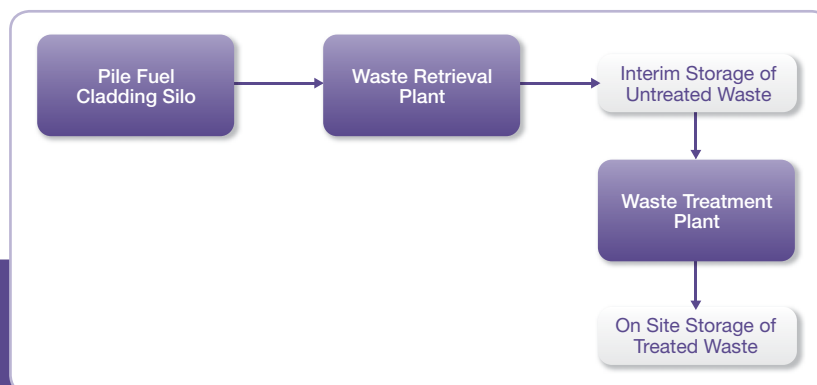 Pile Fuel
Cladding Silo
Waste Retrieval
Plant
Interim Storage of
Untreated Waste
Waste Treatment
Plant
On Site Storage of
Treated Waste